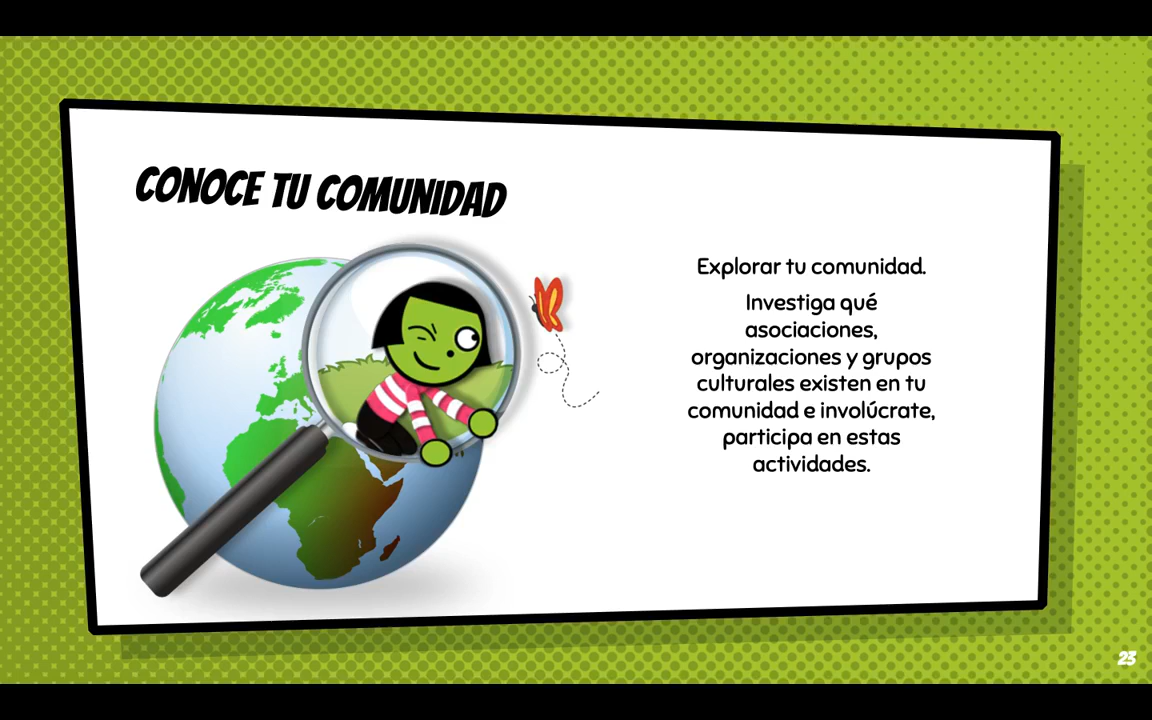 CONOCE TU COMUNIDAD
Explorar tu comunidad.
Investiga qué
asociaciones,
organizaciones y grupos
culturales existen en tu
comunidad e involúcrate,
participa en estas
actividades.
23